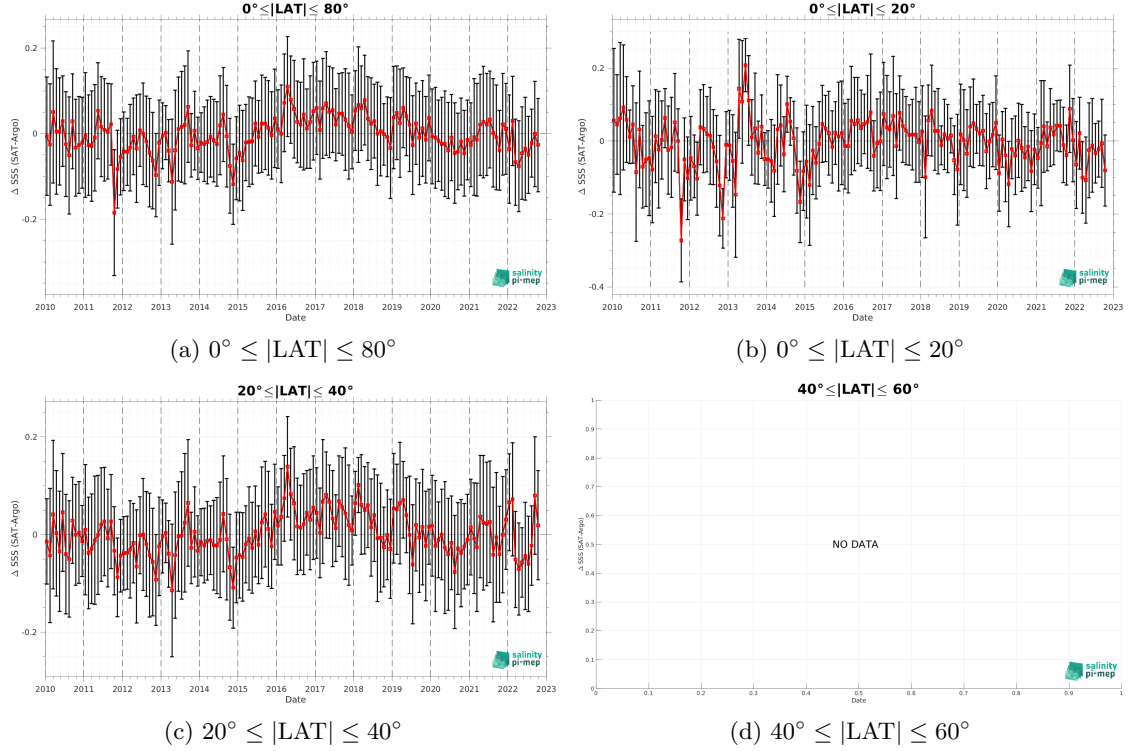 0°≤|LAT|≤ 80°
0.2
0
-0.2
Δ SSS (SAT-Argo)
2010 2011 2012 2013 2014 2015 2016 2017 2018 2019 2020 2021 2022 2023
Date
salinity
pi-mep
(a) 0° ≤ |LAT| ≤ 80°
0°≤|LAT|≤ 20°
0.2
0
-0.2
-0.4
Δ SSS (SAT-Argo)
2010 2011 2012 2013 2014 2015 2016 2017 2018 2019 2020 2021 2022 2023
Date
salinity
pi-mep
(b) 0° ≤ |LAT| ≤ 20°
20°≤|LAT|≤ 40°
0.2
0
-0.2
Δ SSS (SAT-Argo)
2010 2011 2012 2013 2014 2015 2016 2017 2018 2019 2020 2021 2022 2023
Date
salinity
pi-mep
(c) 20° ≤ |LAT| ≤ 40°
40°≤|LAT|≤ 60°
1
0.9
0.8
0.7
0.6
0.5
0.4
0.3
0.2
0.1
0
Δ SSS (SAT-Argo)
NO DATA
0 0.1 0.2 0.3 0.4 0.5 0.6 0.7 0.8 0.9 1
Date
salinity
pi-mep
(d) 40° ≤ |LAT| ≤ 60°